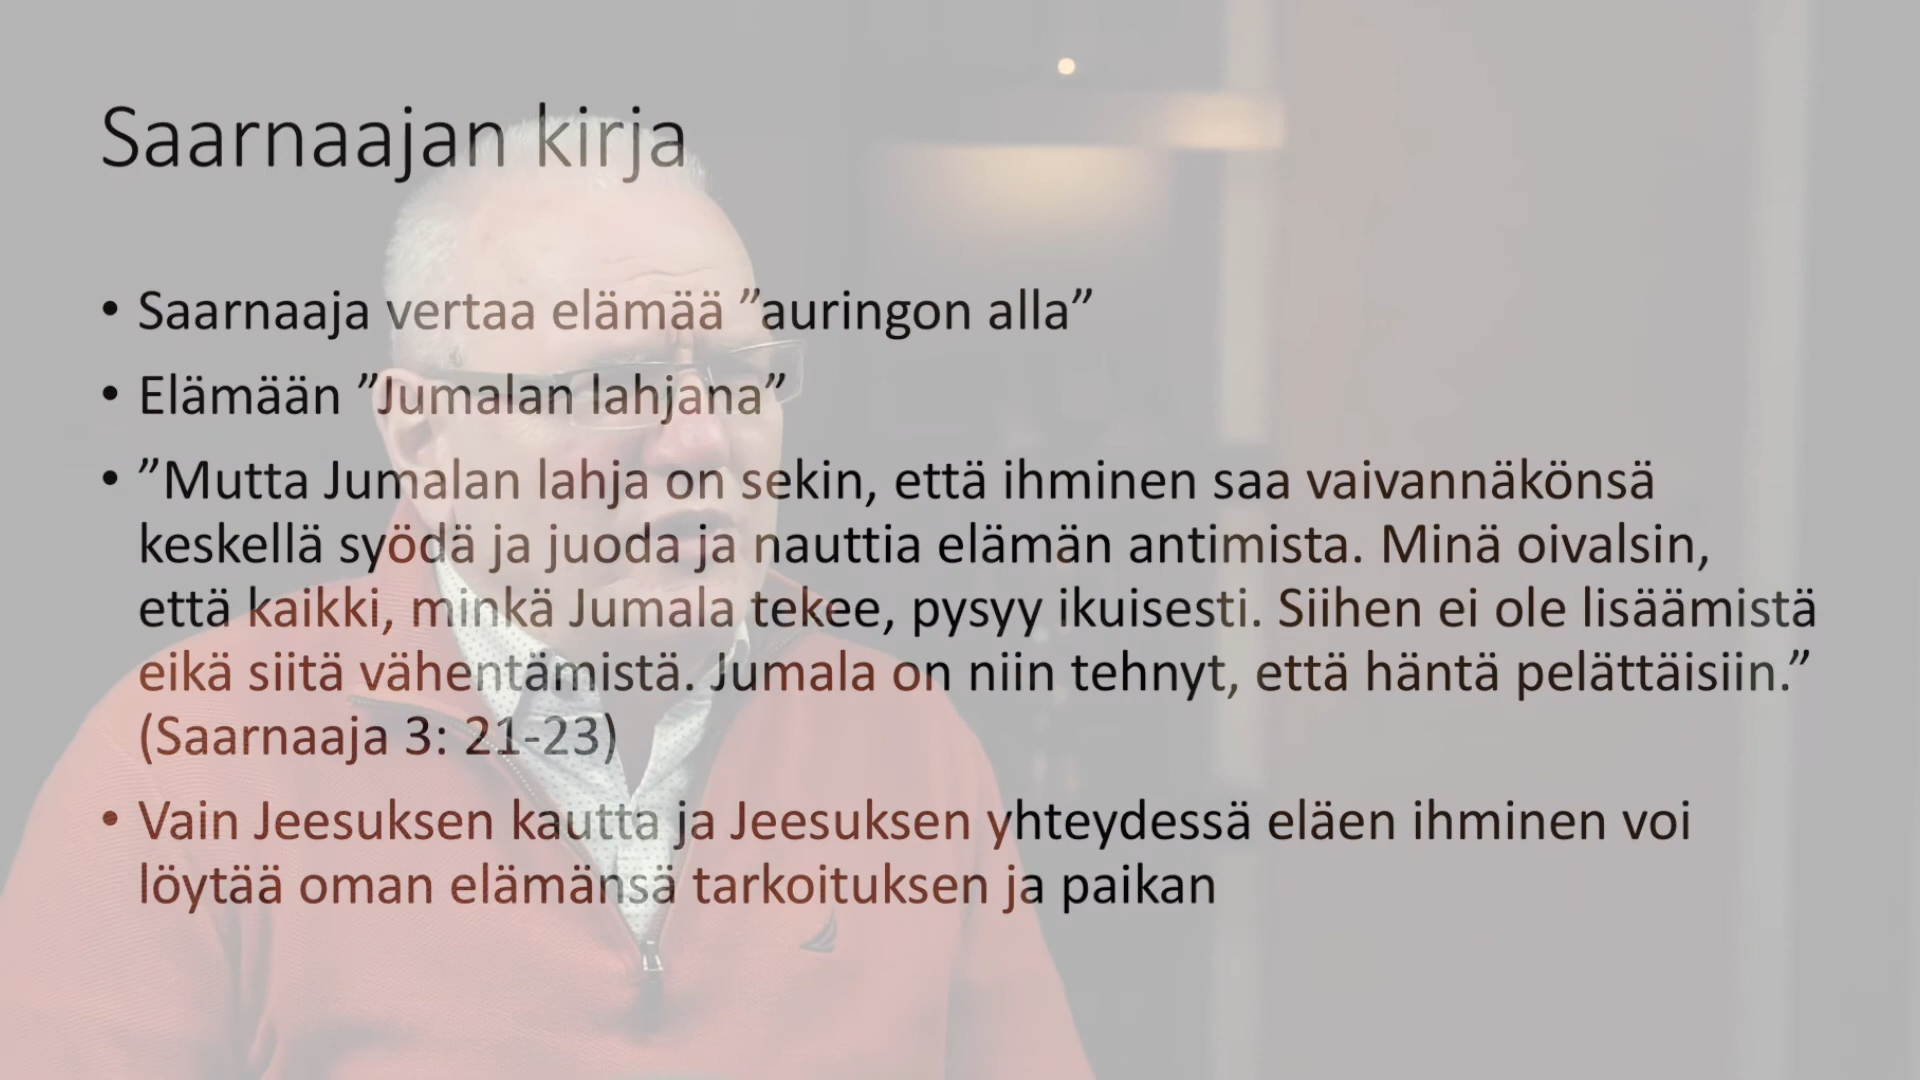 Saarnaajan kirja
• Saarnaaja vertaa elämää ”auringon alla”
• Elämään ”Jumalan lahjana”
• ”Mutta Jumalan lahja on sekin, että ihminen saa vaivannäkönsä
keskellä syödä ja juoda ja nauttia elämän antimista. Minä oivalsin,
että kaikki, minkä Jumala tekee, pysyy ikuisesti. Siihen ei ole lisäämistä
eikä siitä vähentämistä. Jumala on niin tehnyt, että häntä pelättäisiin.”
(Saarnaaja 3: 21-23)
• Vain Jeesuksen kautta ja Jeesuksen yhteydessä eläen ihminen voi
löytää oman elämänsä tarkoituksen ja paikan